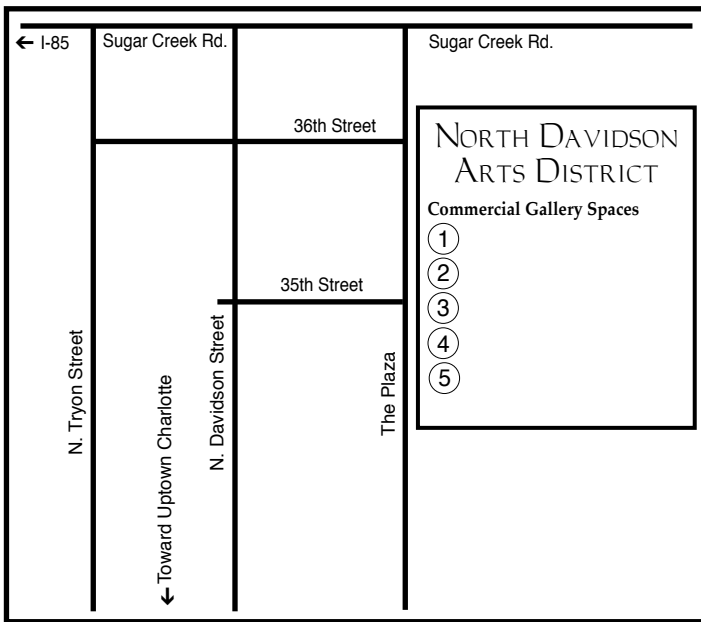 ← I-85
Sugar Creek Rd.
Sugar Creek Rd.
36th Street
NORTH DAVIDSON
ARTS DISTRICT
Commercial Gallery Spaces
1
2
3
4
5
35th Street
N. Tryon Street
← Toward Uptown Charlotte
N. Davidson Street
The Plaza